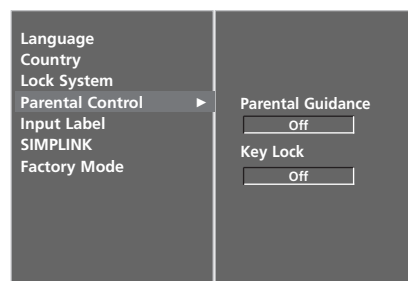 Language
Country
Lock System
Parental Control ►
Input Label
SIMPLINK
Factory Mode
Parental Guidance
Off
Key Lock
Off